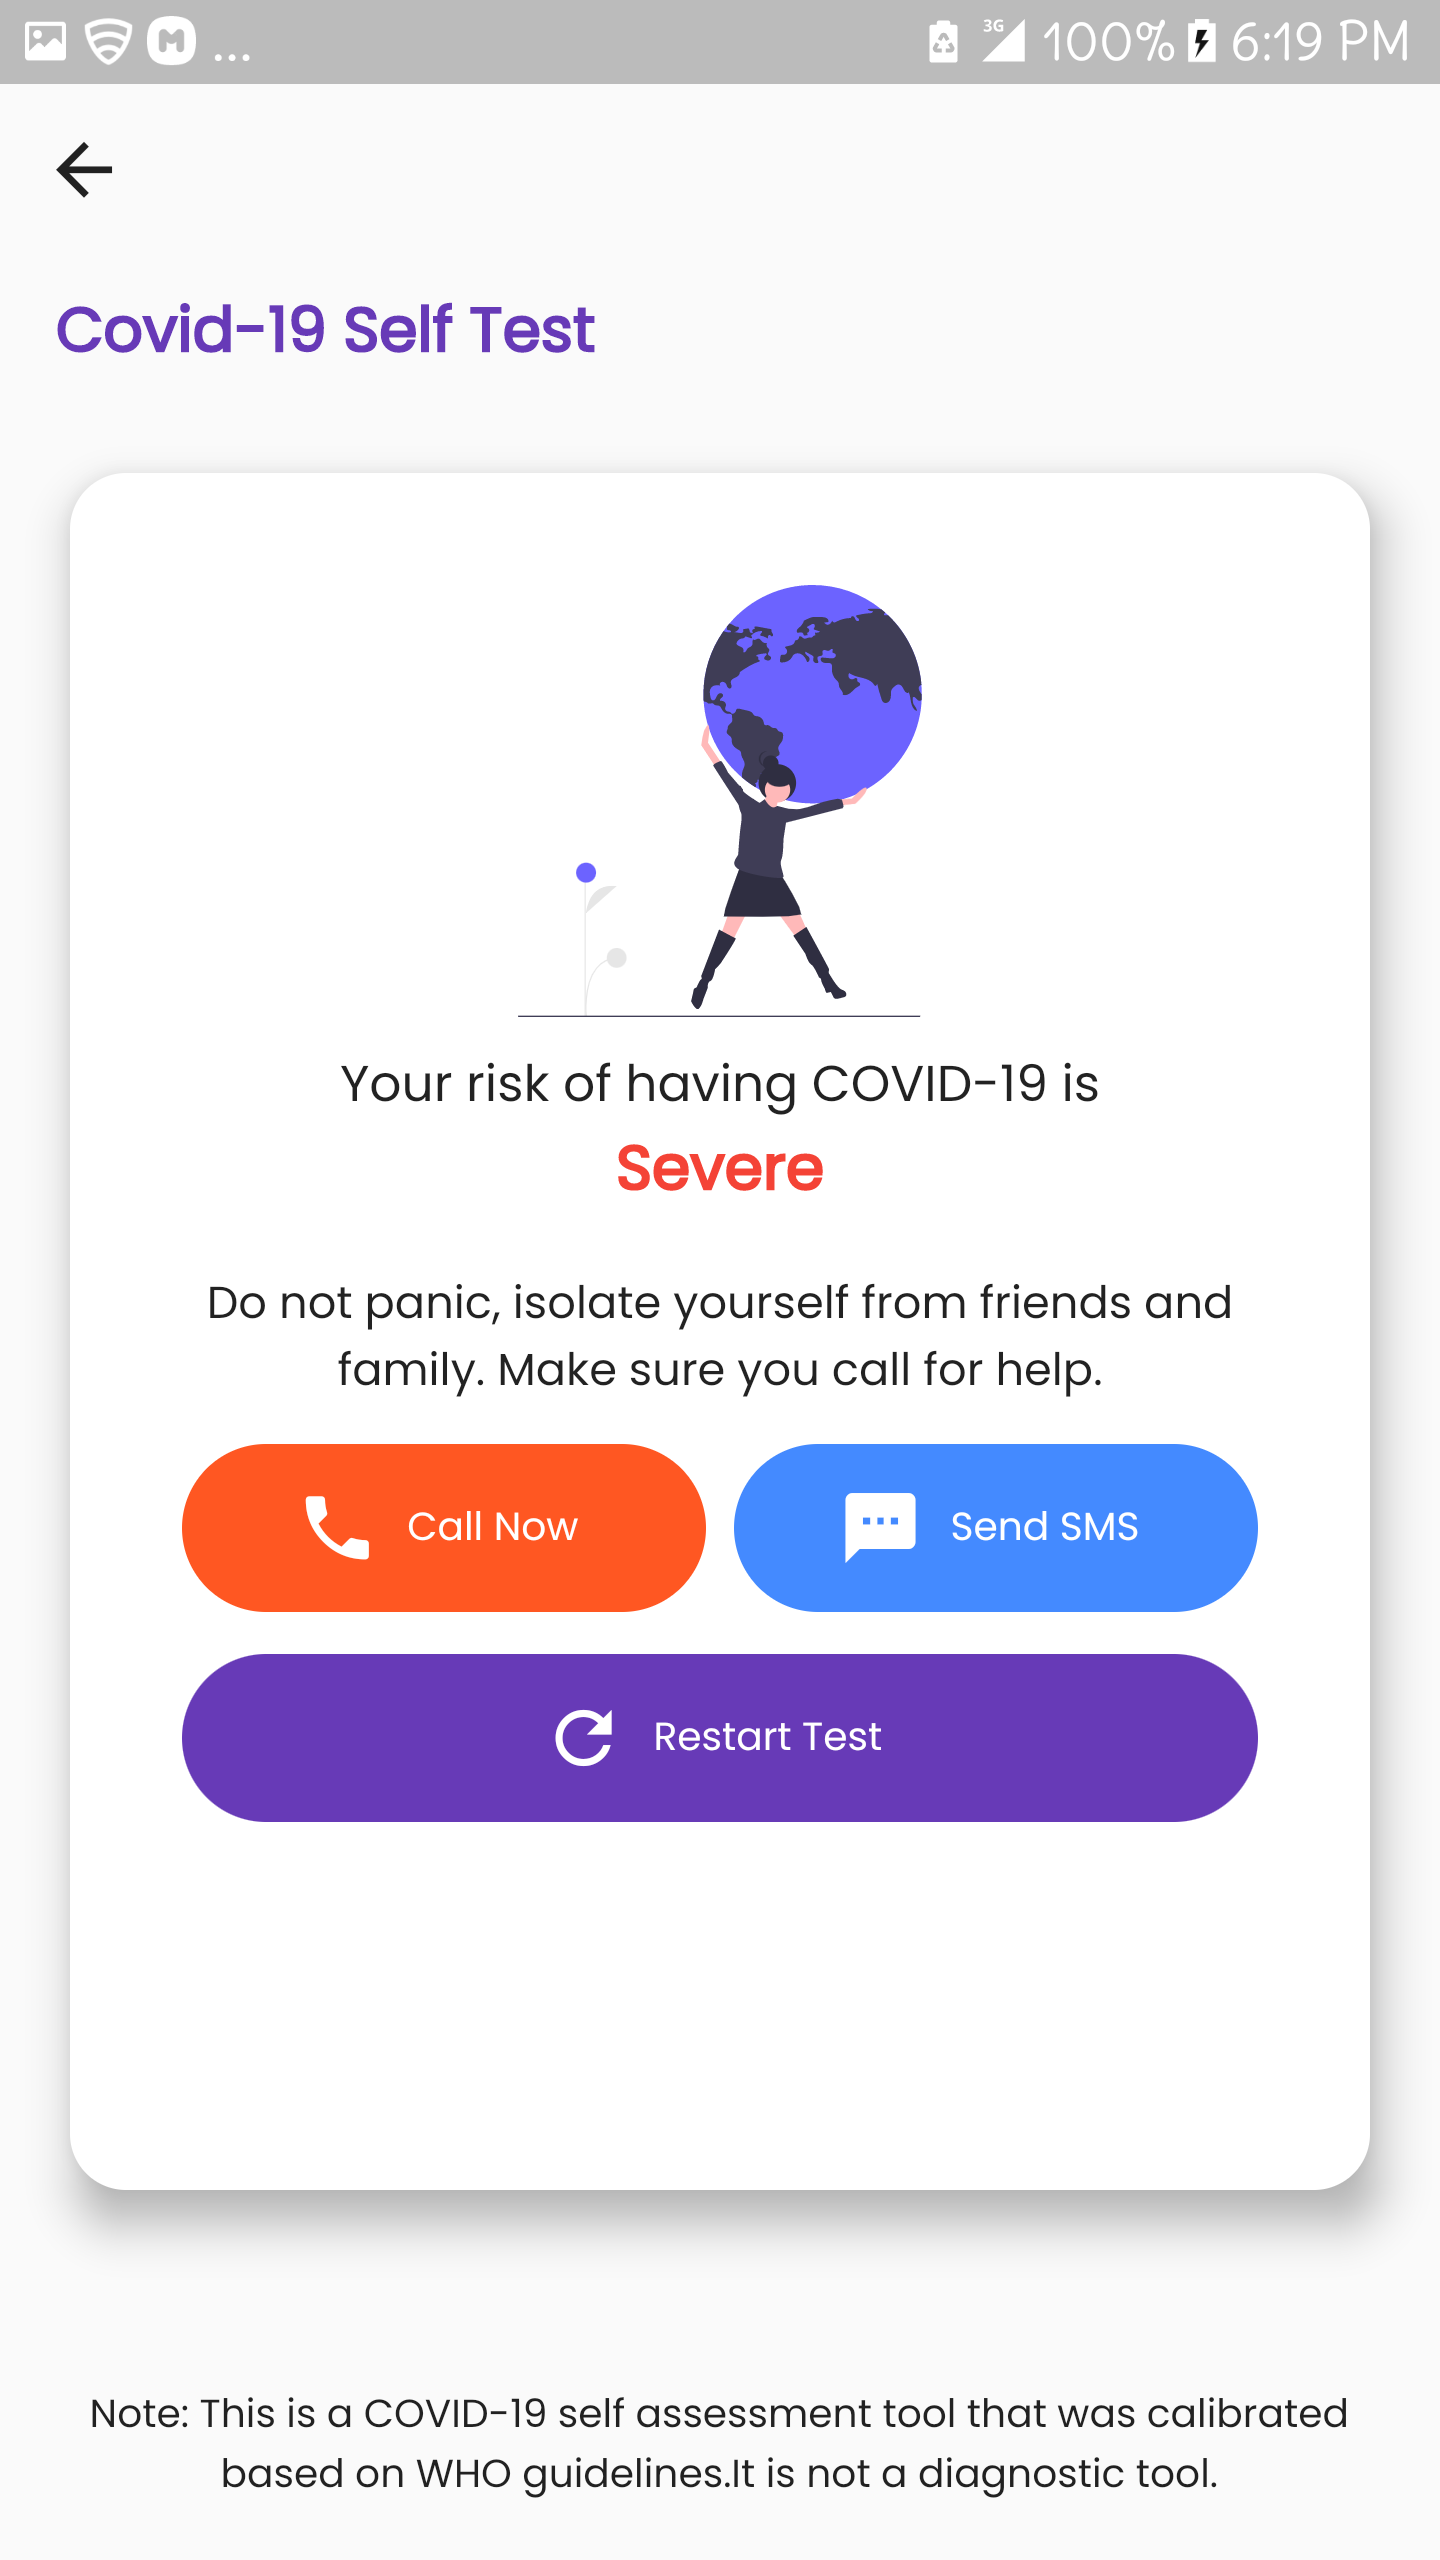 ... 3G 100% 6:19 PM
Covid-19 Self Test
Your risk of having COVID-19 is
Severe
Do not panic, isolate yourself from friends and
family. Make sure you call for help.
Call Now Send SMS
Restart Test
Note: This is a COVID-19 self assessment tool that was calibrated
based on WHO guidelines.It is not a diagnostic tool.